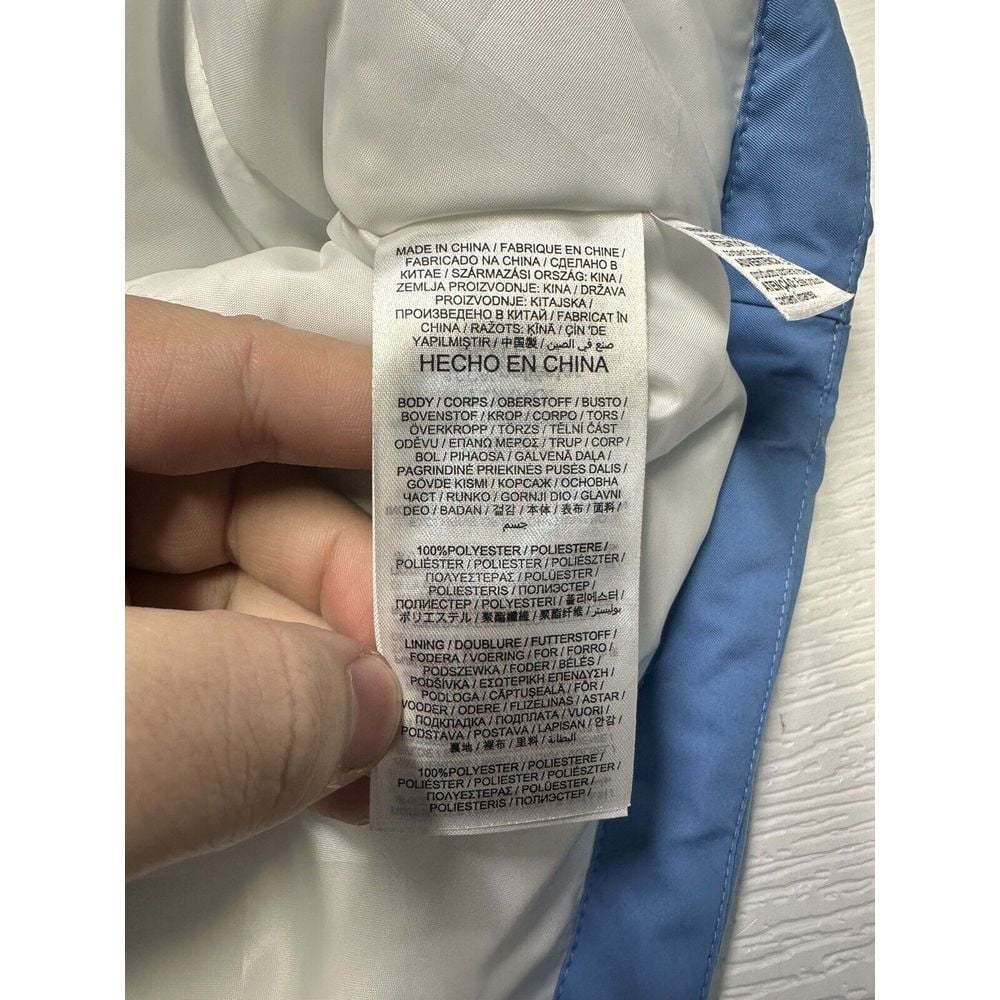 MADE IN CHINA / FABRIQUE EN CHINE /
FABRICADO NA CHINA / СДЕЛАНО В
КИТАЕ / SZÁRMAZÁSI ORSZÁG: KINA /
ZEMLJA PROIZVODNJE: KINA / DRŽAVA
PROIZVODNJE: KITAJSKA /
ПРОИЗВЕДЕНО В КИТАЙ / FABRICAT ÎN
CHINA / RAŽOTS: ĶĪNĀ / ÇİN 'DE
YAPILMIŞTIR / 中国製 / صنع في الصين
HECHO EN CHINA
BODY / CORPS / OBERSTOFF / BUSTO /
BOVENSTOF / KROP / CORPO / TORS /
ÖVERKROPP / TÖRZS / TĚLNÍ ČÁST
ODĚVU / ΕΠΑΝΩ ΜΕΡΟΣ / TRUP / CORP /
BOL / PIHAOSA / GALVENĀ DAĻA /
PAGRINDINĖ PRIEKINĖS PUSĖS DALIS /
GÖVDE KISMI / КОРСАЖ / ОСНОВНА
ЧАСТ / RUNKO / GORNJI DIO / GLAVNI
DEO / BADAN / 겉감 / 本体 / 表布 / 面料 /
جسم
100%POLYESTER / POLIESTERE /
POLIÉSTER / POLIESTER / POLIÉSZTER /
ΠΟΛΥΕΣΤΕΡΑΣ / POLÜESTER /
POLIESTERIS / ПОЛИЭСТЕР /
ПОЛИЕСТЕР / POLYESTERI / 폴리에스터 /
ポリエステル / 聚酯纖維 / 聚酯纤维 / بوليستر
LINING / DOUBLURE / FUTTERSTOFF /
FODERA / VOERING / FOR / FORRO /
PODSZEWKA / FODER / BÉLÉS /
PODŠÍVKA / ΕΣΩΤΕΡΙΚΗ ΕΠΕΝΔΥΣΗ /
PODLOGA / CĂPTUȘEALĂ / FÔR /
VOODER / ODERE / FLIZELINAS / ASTAR /
ПОДКЛАДКА / ПОДПЛАТА / VUORI /
PODSTAVA / POSTAVA / LAPISAN / 안감 /
裏地 / 裡布 / 里料 / البطانة
100%POLYESTER / POLIESTERE /
POLIÉSTER / POLIESTER / POLIÉSZTER /
ΠΟΛΥΕΣΤΕΡΑΣ / POLÜESTER /
POLIESTERIS / ПОЛИЭСТЕР /